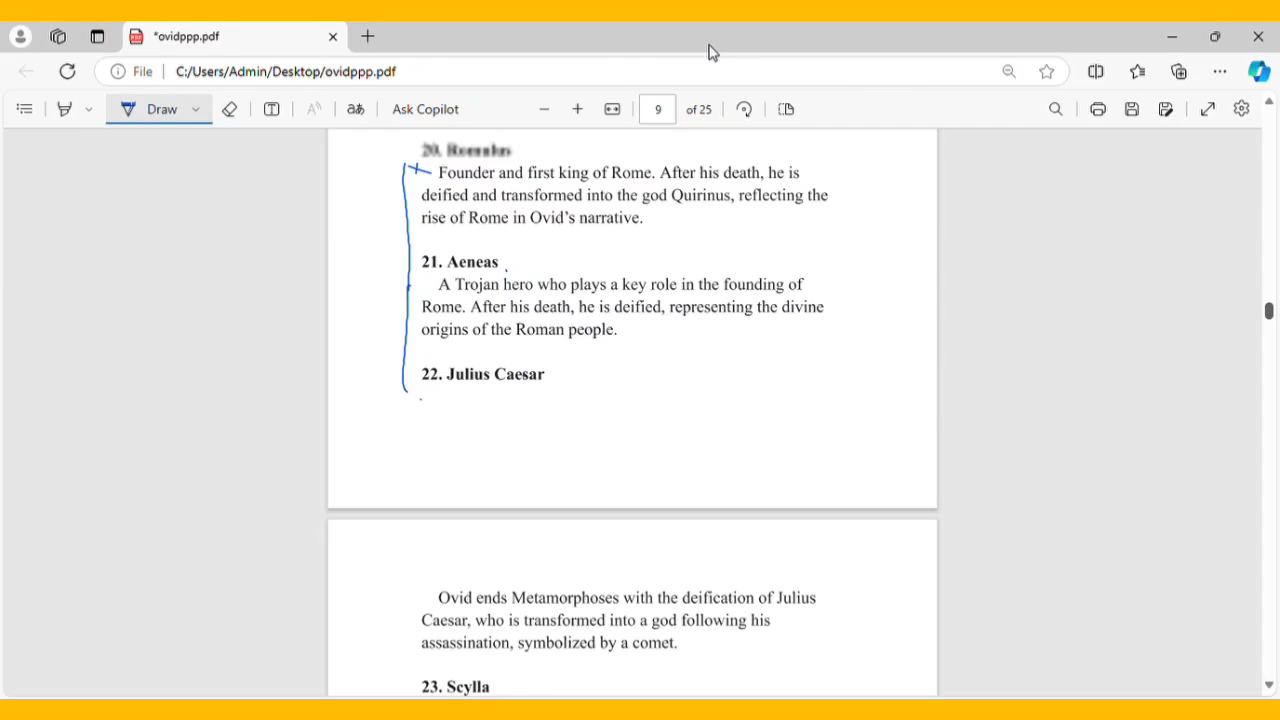 *ovidppp.pdf
File
C:/Users/Admin/Desktop/ovidppp.pdf
Draw
Ask Copilot
9 of 25
20.
Founder and first king of Rome. After his death, he is
deified and transformed into the god Quirinus, reflecting the
rise of Rome in Ovid’s narrative.
21. Aeneas
A Trojan hero who plays a key role in the founding of
Rome. After his death, he is deified, representing the divine
origins of the Roman people.
22. Julius Caesar
Ovid ends Metamorphoses with the deification of Julius
Caesar, who is transformed into a god following his
assassination, symbolized by a comet.
23. Scylla